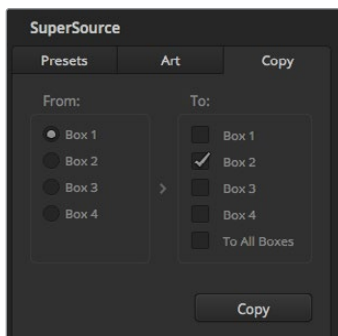 SuperSource
Presets Art Copy
From: To:
Box 1 Box 1
Box 2 Box 2
Box 3 Box 3
Box 4 Box 4
To All Boxes
Copy